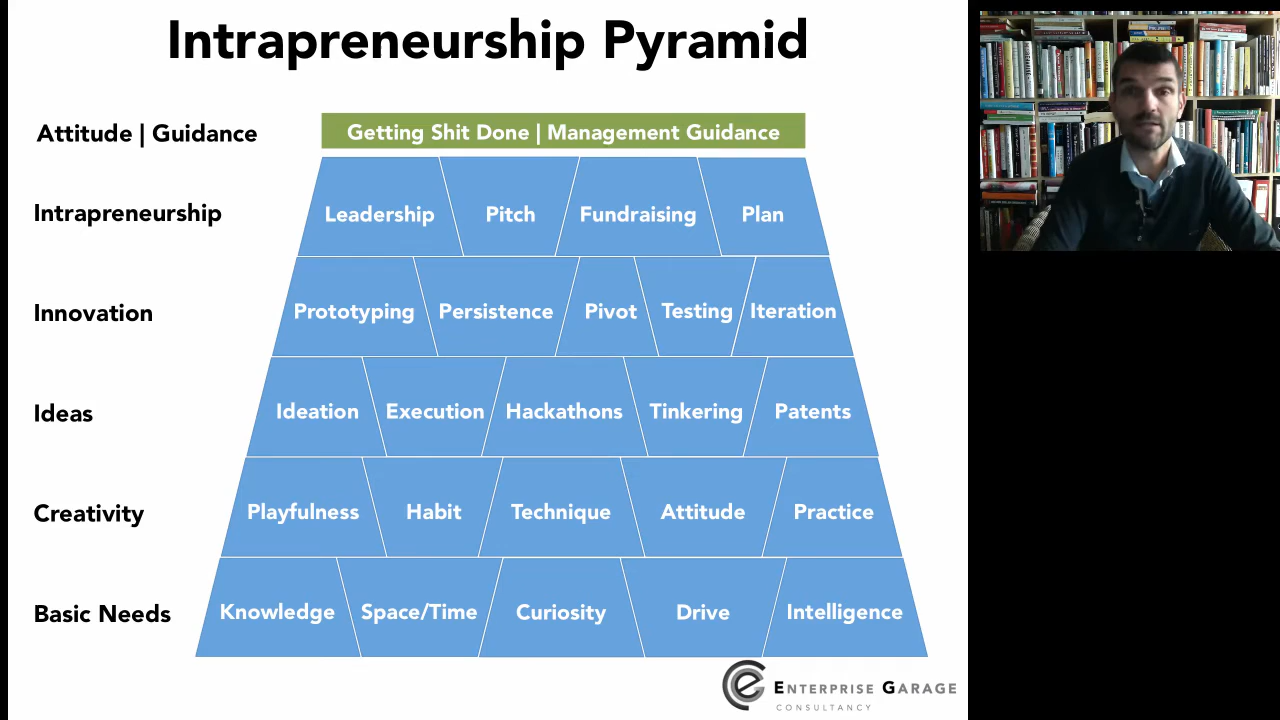 Intrapreneurship Pyramid
Attitude | Guidance
Getting Shit Done | Management Guidance
Intrapreneurship
Leadership
Pitch
Fundraising
Plan
Innovation
Prototyping
Persistence
Pivot
Testing
Iteration
Ideas
Ideation
Execution
Hackathons
Tinkering
Patents
Creativity
Playfulness
Habit
Technique
Attitude
Practice
Basic Needs
Knowledge
Space/Time
Curiosity
Drive
Intelligence
ENTERPRISE GARAGE
CONSULTANCY